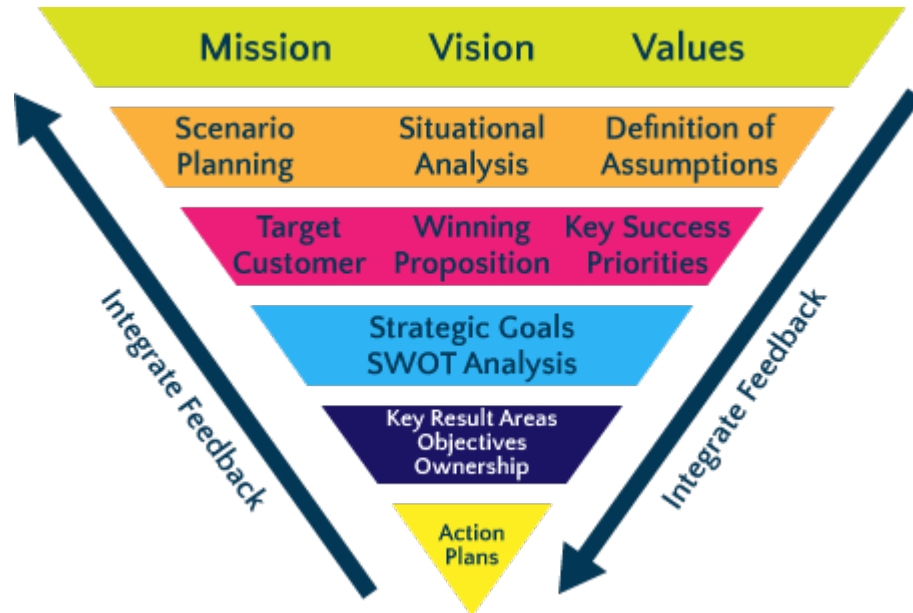 Mission Vision Values
Scenario Situational Definition of
Planning Analysis Assumptions
Target Winning Key Success
Customer Proposition Priorities
Strategic Goals
SWOT Analysis
Key Result Areas
Objectives
Ownership
Action
Plans
Integrate Feedback
Integrate Feedback